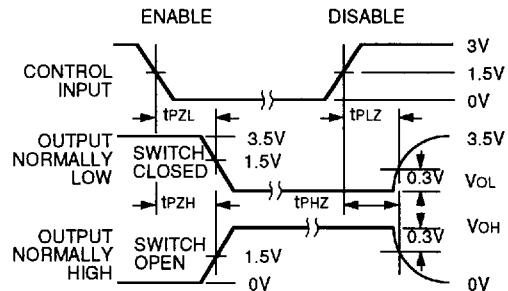 ENABLE DISABLE
3V
CONTROL INPUT 1.5V
0V
tPZL tPLZ
OUTPUT NORMALLY LOW SWITCH CLOSED 3.5V 1.5V 3.5V
0.3V VOL
tPZH tPHZ
VOH
OUTPUT NORMALLY HIGH SWITCH OPEN 1.5V 0.3V
0V 0V